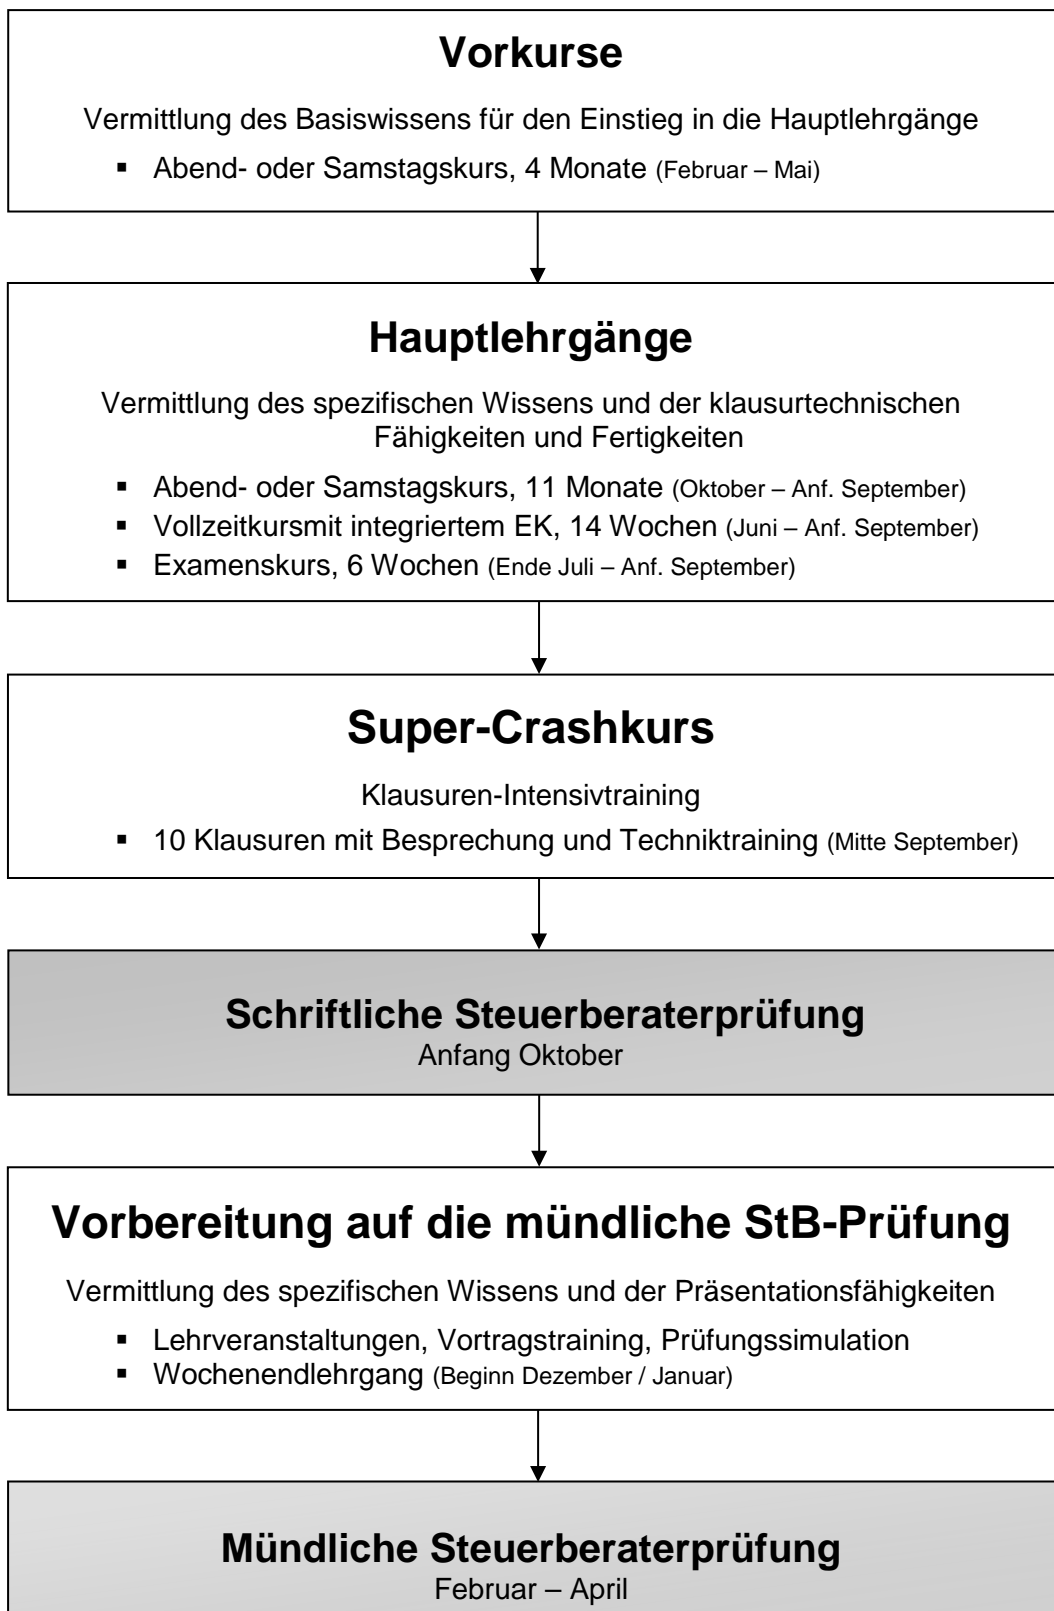 Vorkurse
Vermittlung des Basiswissens für den Einstieg in die Hauptlehrgänge
▪ Abend- oder Samstagskurs, 4 Monate (Februar – Mai)
Hauptlehrgänge
Vermittlung des spezifischen Wissens und der klausurtechnischen
Fähigkeiten und Fertigkeiten
▪ Abend- oder Samstagskurs, 11 Monate (Oktober – Anf. September)
▪ Vollzeitkursmit integriertem EK, 14 Wochen (Juni – Anf. September)
▪ Examenskurs, 6 Wochen (Ende Juli – Anf. September)
Super-Crashkurs
Klausuren-Intensivtraining
▪ 10 Klausuren mit Besprechung und Techniktraining (Mitte September)
Schriftliche Steuerberaterprüfung
Anfang Oktober
Vorbereitung auf die mündliche StB-Prüfung
Vermittlung des spezifischen Wissens und der Präsentationsfähigkeiten
▪ Lehrveranstaltungen, Vortragstraining, Prüfungssimulation
▪ Wochenendlehrgang (Beginn Dezember / Januar)
Mündliche Steuerberaterprüfung
Februar – April